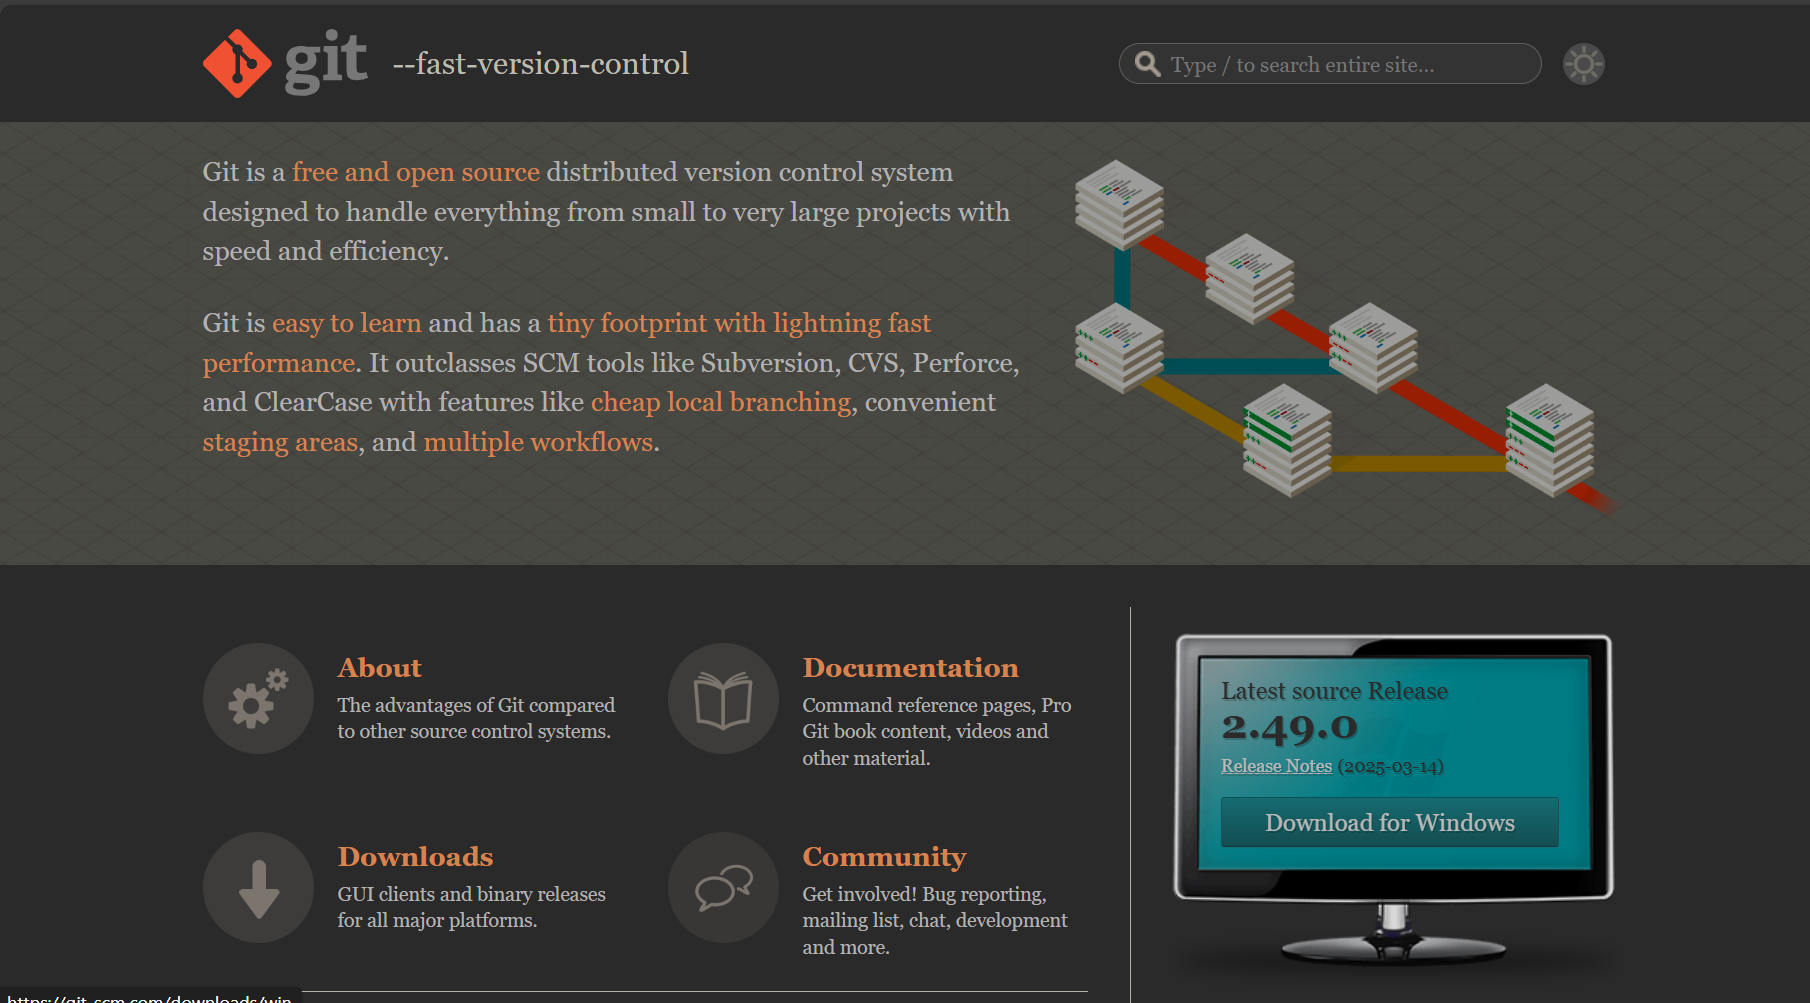 git --fast-version-control
Type / to search entire site...
Git is a free and open source distributed version control system
designed to handle everything from small to very large projects with
speed and efficiency.
Git is easy to learn and has a tiny footprint with lightning fast
performance. It outclasses SCM tools like Subversion, CVS, Perforce,
and ClearCase with features like cheap local branching, convenient
staging areas, and multiple workflows.
About
The advantages of Git compared
to other source control systems.
Documentation
Command reference pages, Pro
Git book content, videos and
other material.
Downloads
GUI clients and binary releases
for all major platforms.
Community
Get involved! Bug reporting,
mailing list, chat, development
and more.
Latest source Release
2.49.0
Release Notes (2025-03-14)
Download for Windows
https://git-scm.com/downloads/win